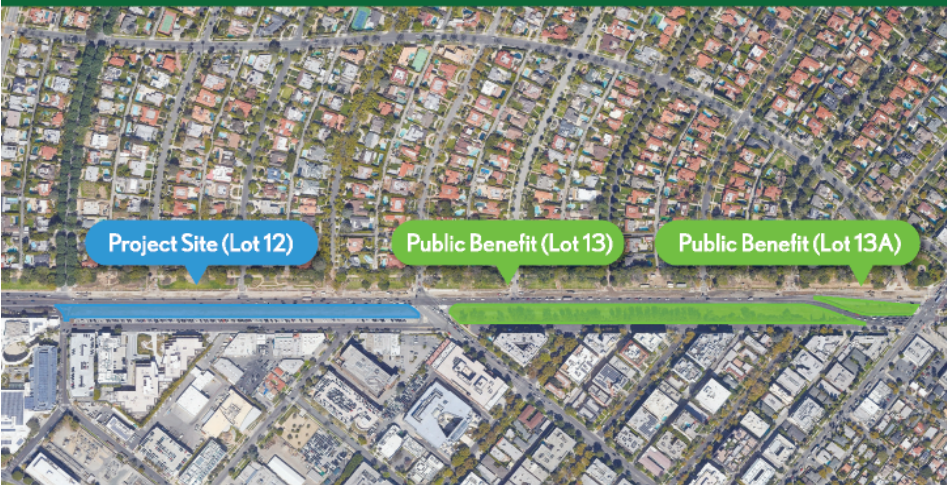 Project Site (Lot 12)
Public Benefit (Lot 13)
Public Benefit (Lot 13A)